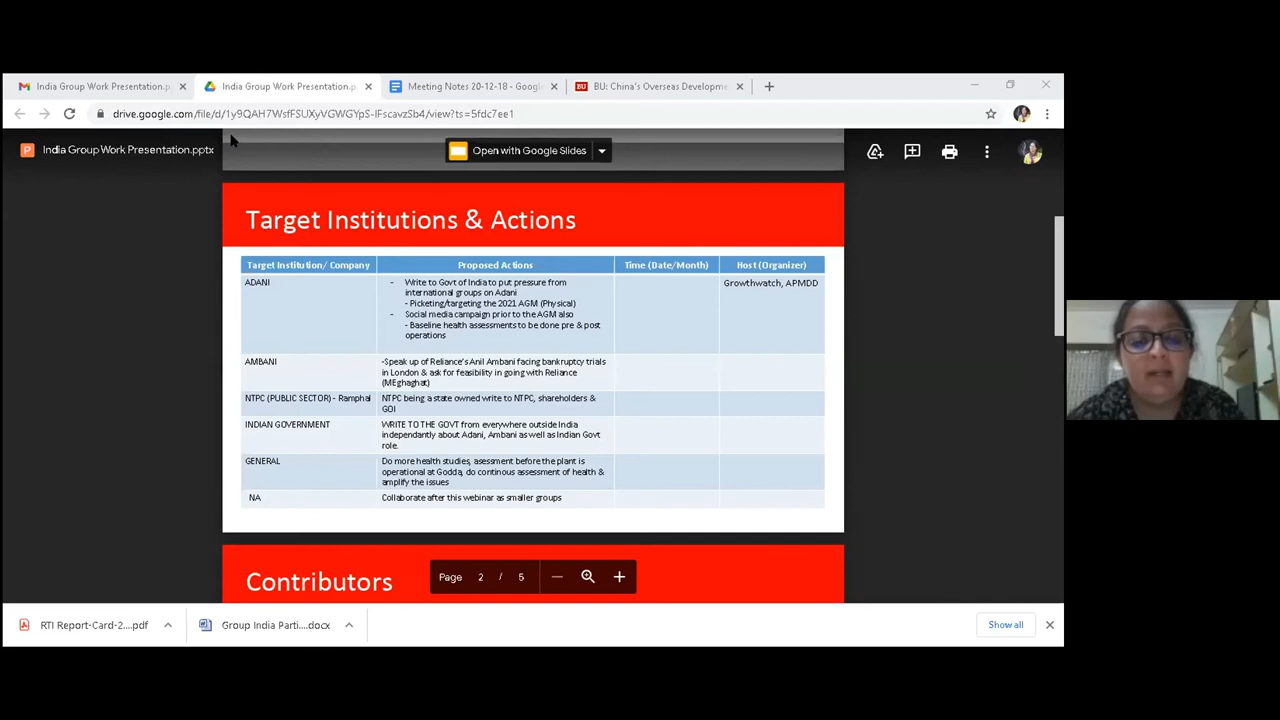 India Group Work Presentation.p
India Group Work Presentation.p
Meeting Notes 20-12-18 - Google
BU: China's Overseas Developme
drive.google.com/file/d/1y9QAH7WsfFSUXyVGWGYpS-IFscavzSb4/view?ts=5fdc7ee1
India Group Work Presentation.pptx
Open with Google Slides
Target Institutions & Actions
Target Institution/ Company
Proposed Actions
Time (Date/Month)
Host (Organizer)
ADANI
- Write to Govt of India to put pressure from
international groups on Adani
- Picketing/targeting the 2021 AGM (Physical)
- Social media campaign prior to the AGM also
- Baseline health assessments to be done pre & post
operations
Growthwatch, APMDD
AMBANI
-Speak up of Reliance's Anil Ambani facing bankruptcy trials
in London & ask for feasibility in going with Reliance
(MEghaghat)
NTPC (PUBLIC SECTOR) - Ramphal
NTPC being a state owned write to NTPC, shareholders &
GOI
INDIAN GOVERNMENT
WRITE TO THE GOVT from everywhere outside India
independantly about Adani, Ambani as well as Indian Govt
role.
GENERAL
Do more health studies, asessment before the plant is
operational at Godda, do continous assessment of health &
amplify the issues
NA
Collaborate after this webinar as smaller groups
Contributors
Page 2 / 5
RTI Report-Card-2....pdf
Group India Parti....docx
Show all